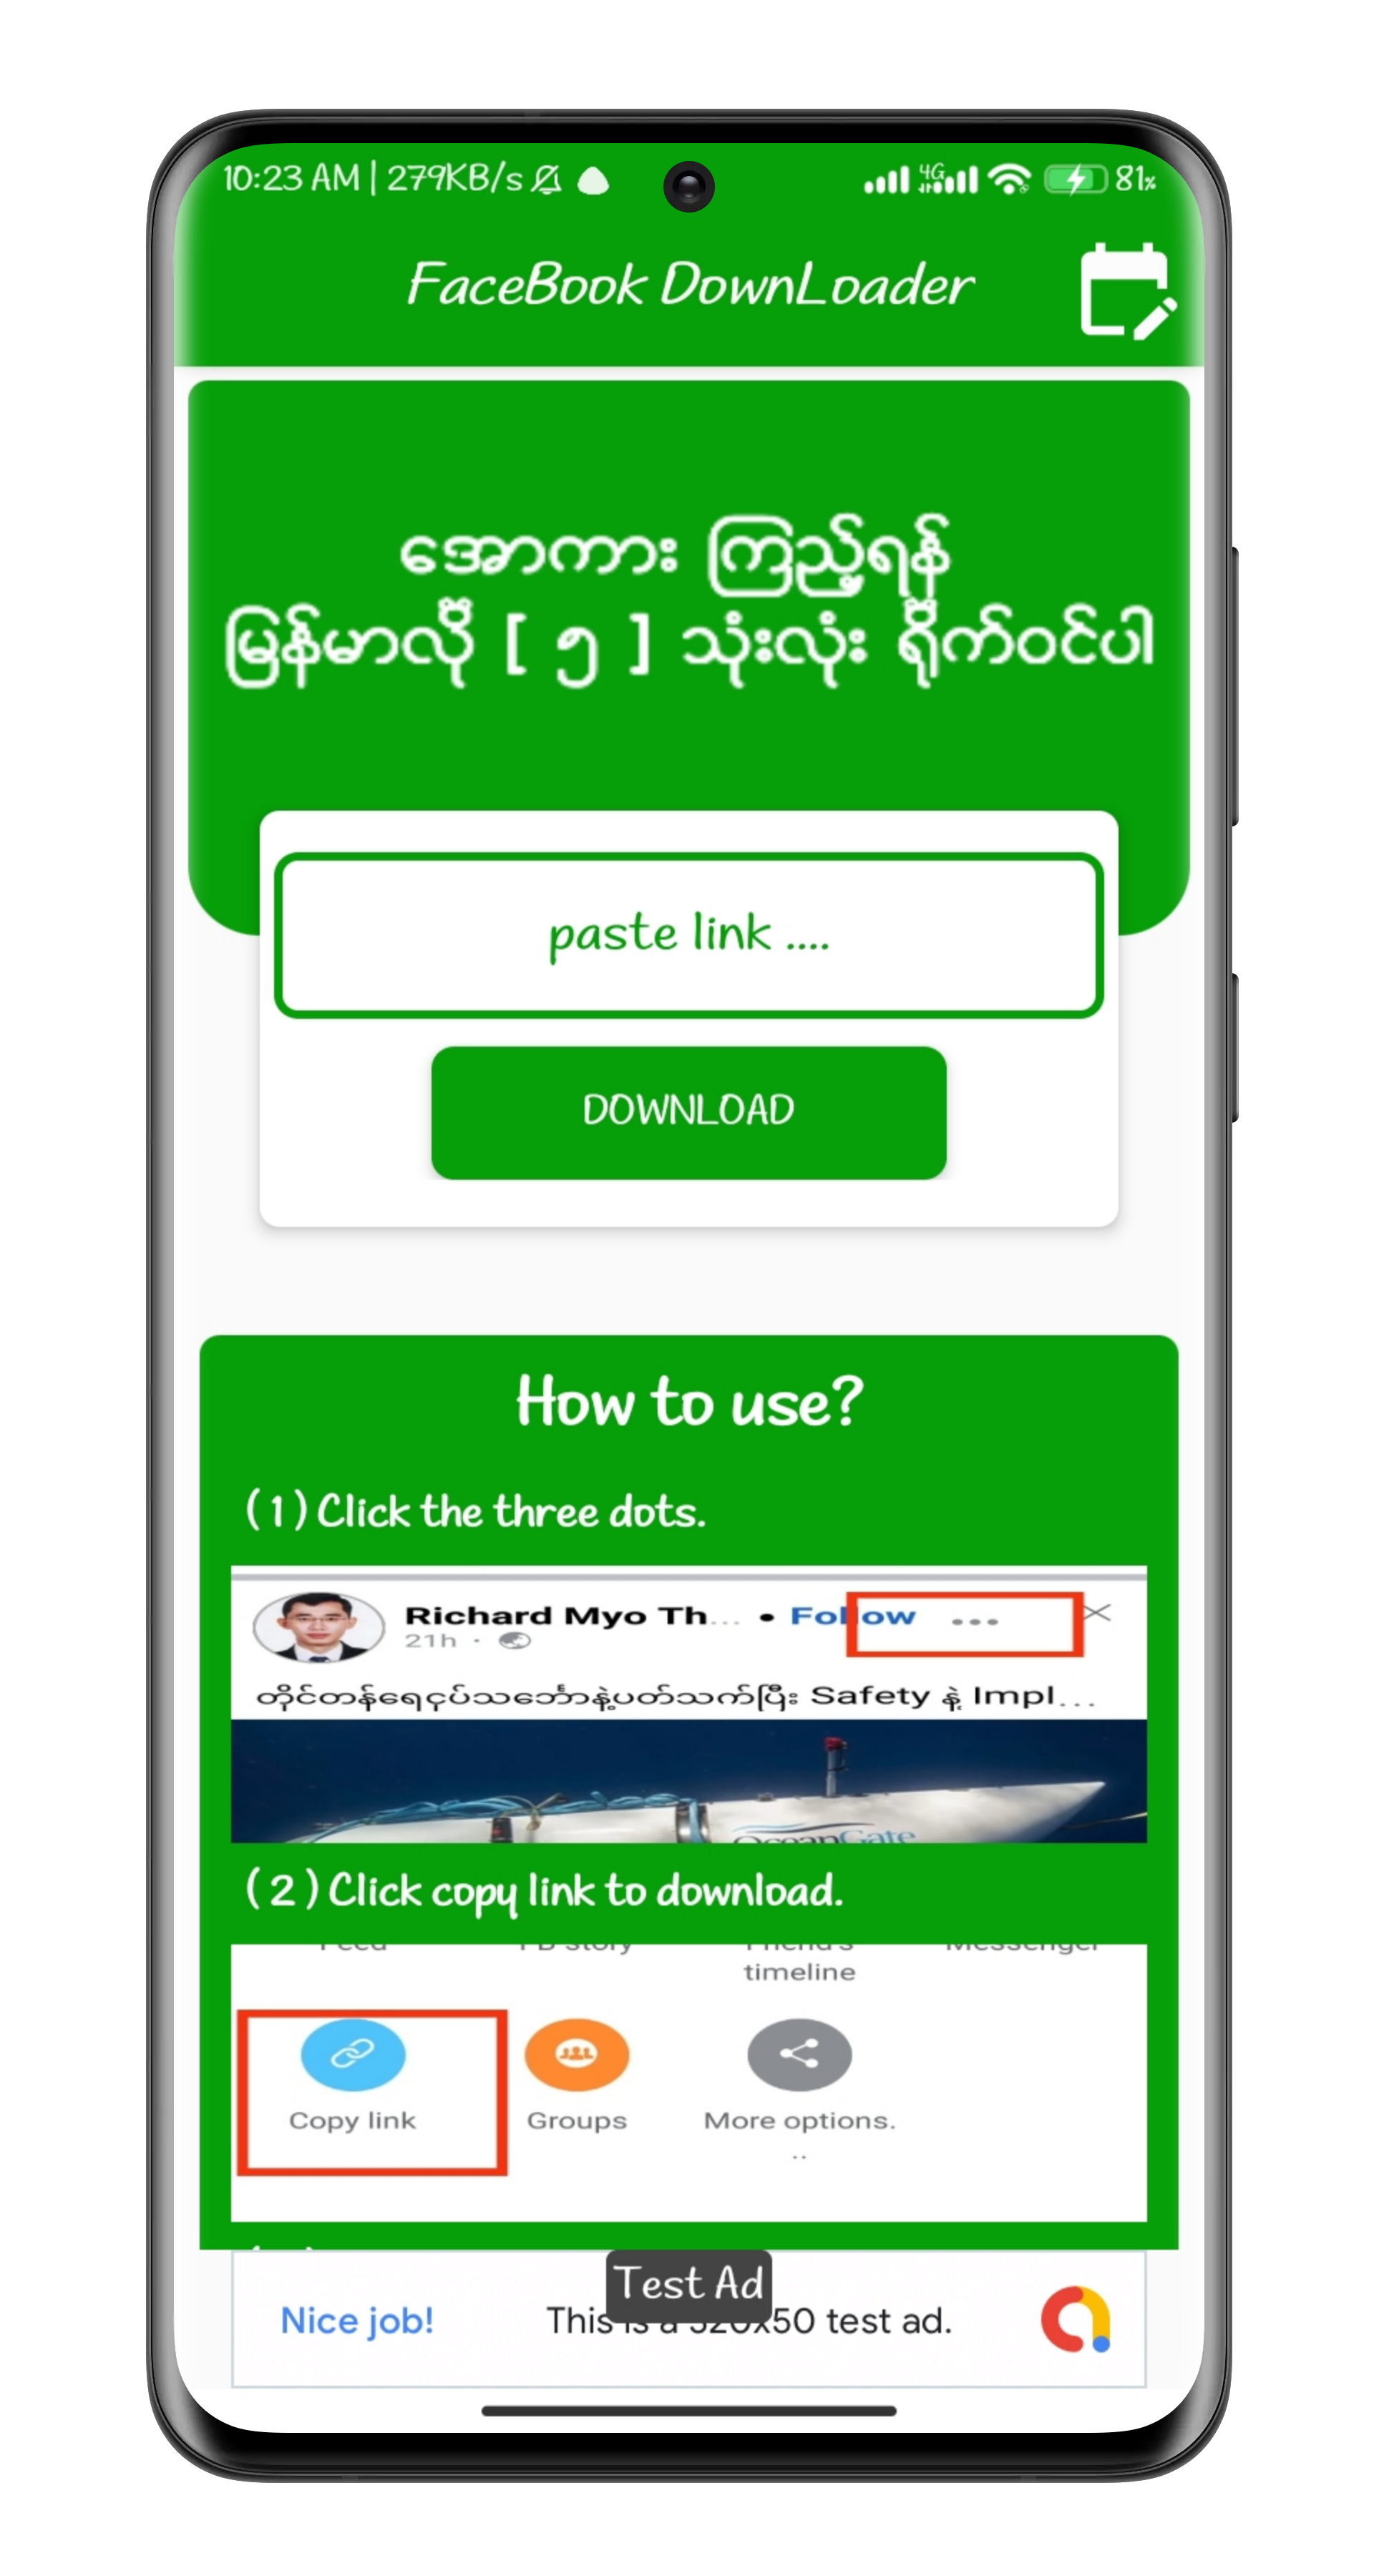 10:23 AM | 279KB/s 4G 81%
FaceBook DownLoader
အောကား ကြည့်ရန်
မြန်မာလို [ ၅ ] သုံးလုံး ရိုက်ဝင်ပါ
paste link ....
DOWNLOAD
How to use?
(1) Click the three dots.
Richard Myo Th... • Follow
21h ·
တိုင်တန်ရေငုပ်သင်္ဘောနဲ့ပတ်သက်ပြီး Safety နဲ့ Impl...
OceanGate
(2) Click copy link to download.
Feed FB story Friend's Messenger
timeline
Copy link Groups More options.
..
Test Ad
Nice job! This is a 320x50 test ad.